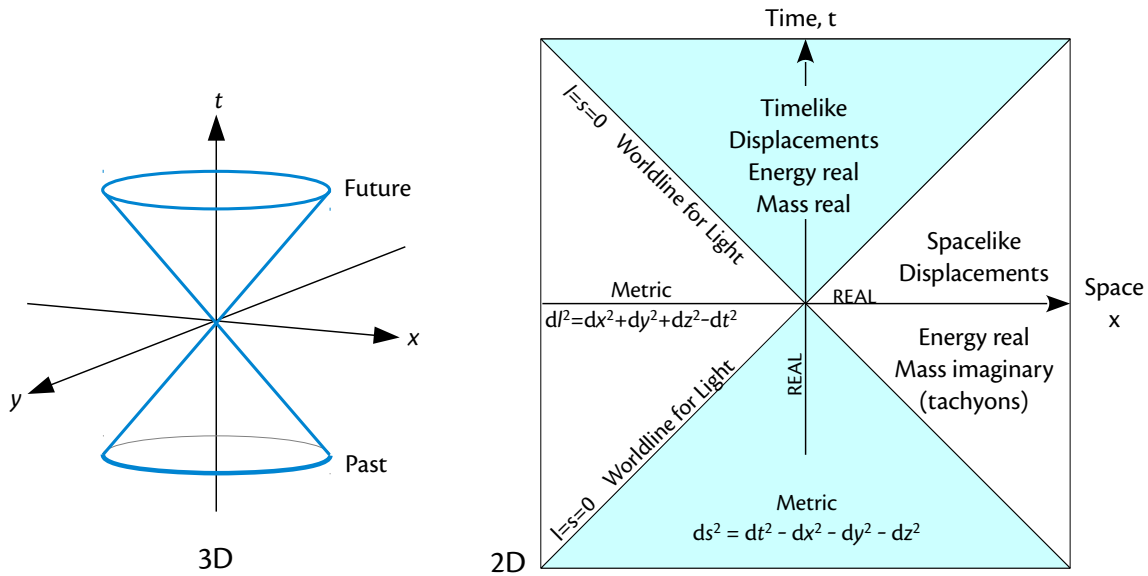 t
Future
x
y
Past
3D
Time, t
l=s=0 Worldline for Light
Timelike
Displacements
Energy real
Mass real
Spacelike
Displacements
Metric
REAL
Space
x
dl²=dx²+dy²+dz²-dt²
Energy real
Mass imaginary
(tachyons)
REAL
l=s=0 Worldline for Light
Metric
ds² = dt² - dx² - dy² - dz²
2D